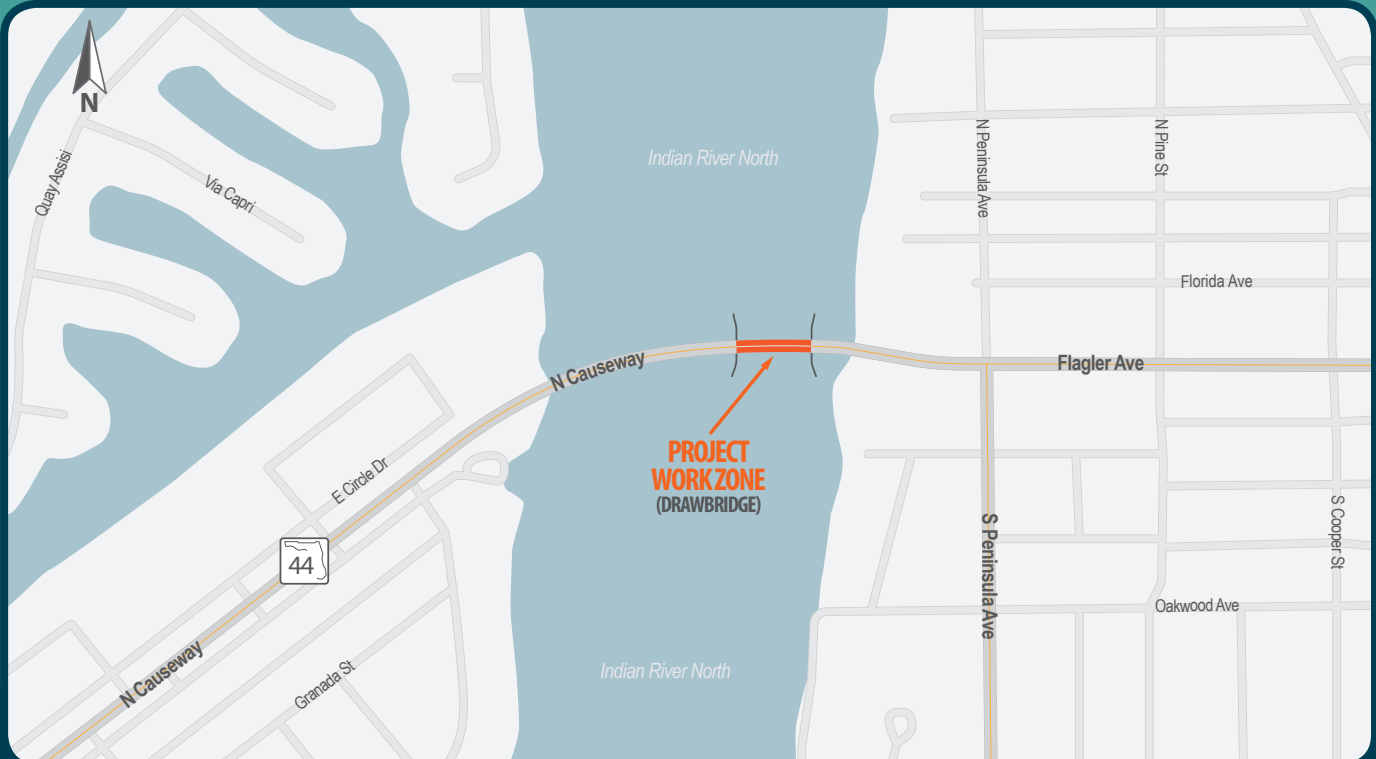 N
Quay Assisi
Via Capri
Indian River North
N Peninsula Ave
N Pine St
Florida Ave
N Causeway
Flagler Ave
PROJECT
WORK ZONE
(DRAWBRIDGE)
E Circle Dr
44
S Peninsula Ave
S Cooper St
Oakwood Ave
N Causeway
Granada St
Indian River North